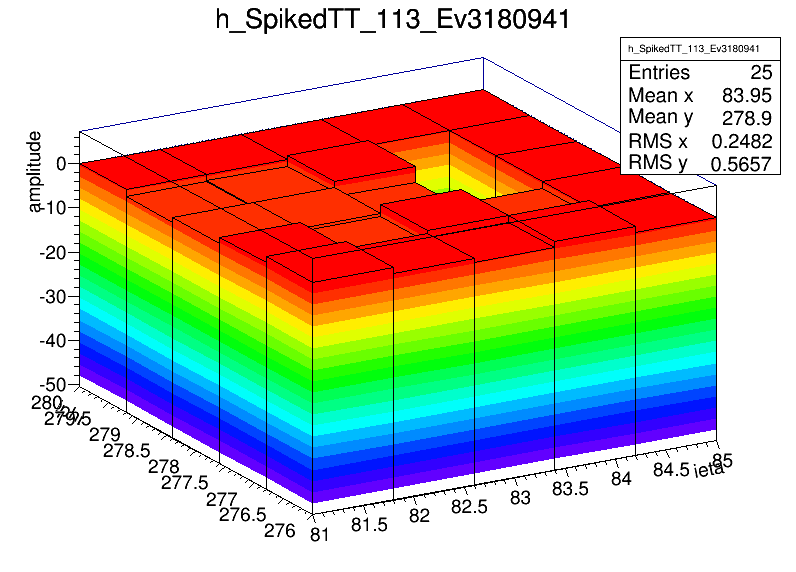 h_SpikedTT_113_Ev3180941
h_SpikedTT_113_Ev3180941
Entries 25
Mean x 83.95
Mean y 278.9
RMS x 0.2482
RMS y 0.5657
amplitude
0
-10
-20
-30
-40
-50
280
279.5
279
278.5
278
277.5
277
276.5
276
iphi
81
81.5
82
82.5
83
83.5
84
84.5
85
ieta